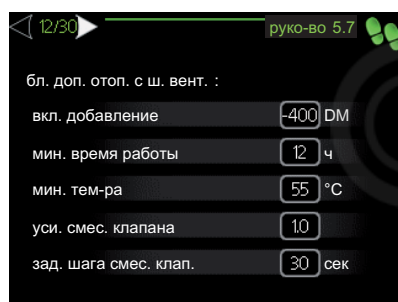 12/30 руко-во 5.7
бл. доп. отоп. с ш. вент. :
вкл. добавление -400 DM
мин. время работы 12 ч
мин. тем-ра 55 °C
уси. смес. клапана 1.0
зад. шага смес. клап. 30 сек